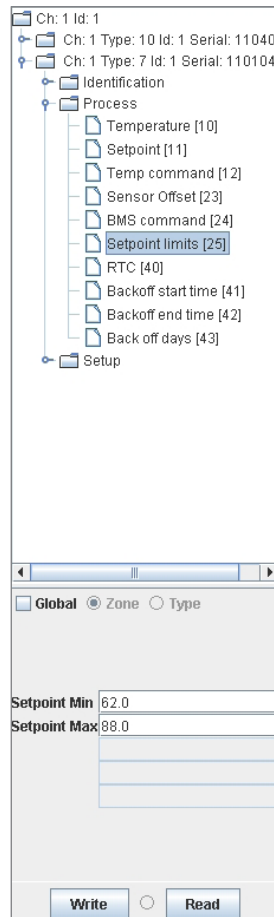 Ch: 1 Id: 1
Ch: 1 Type: 10 Id: 1 Serial: 11040
Ch: 1 Type: 7 Id: 1 Serial: 110104
Identification
Process
Temperature [10]
Setpoint [11]
Temp command [12]
Sensor Offset [23]
BMS command [24]
Setpoint limits [25]
RTC [40]
Backoff start time [41]
Backoff end time [42]
Back off days [43]
Setup
Global Zone Type
Setpoint Min 62.0
Setpoint Max 88.0
Write Read